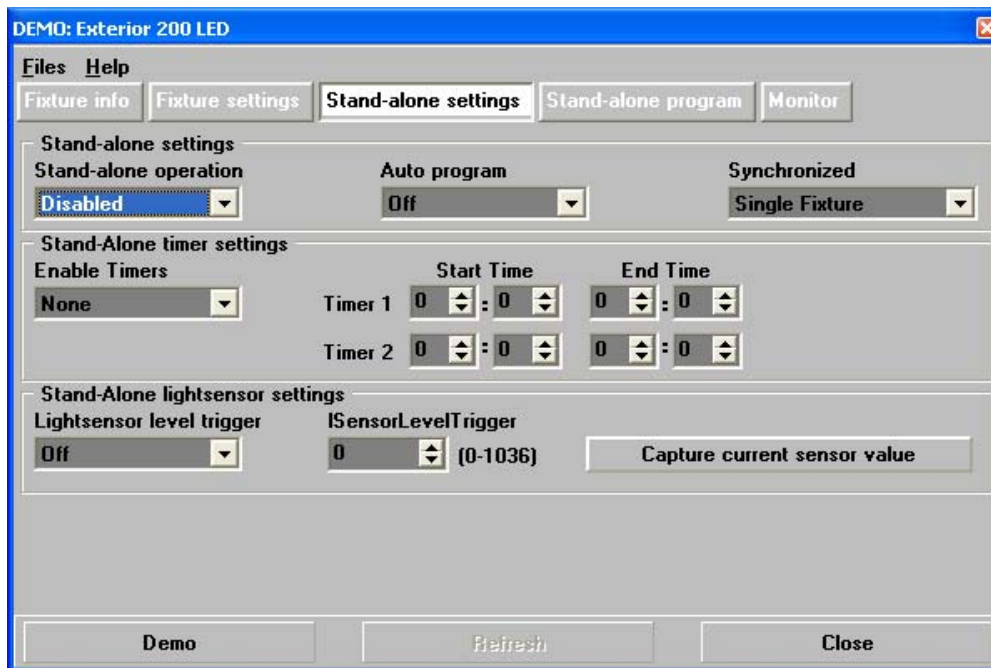 DEMO: Exterior 200 LED
Files Help
Fixture info Fixture settings Stand-alone settings Stand-alone program Monitor
Stand-alone settings
Stand-alone operation Auto program Synchronized
Disabled Off Single Fixture
Stand-Alone timer settings
Enable Timers Start Time End Time
None Timer 1 0 : 0 0 : 0
Timer 2 0 : 0 0 : 0
Stand-Alone lightsensor settings
Lightsensor level trigger lSensorLevelTrigger
Off 0 (0-1036) Capture current sensor value
Demo Refresh Close